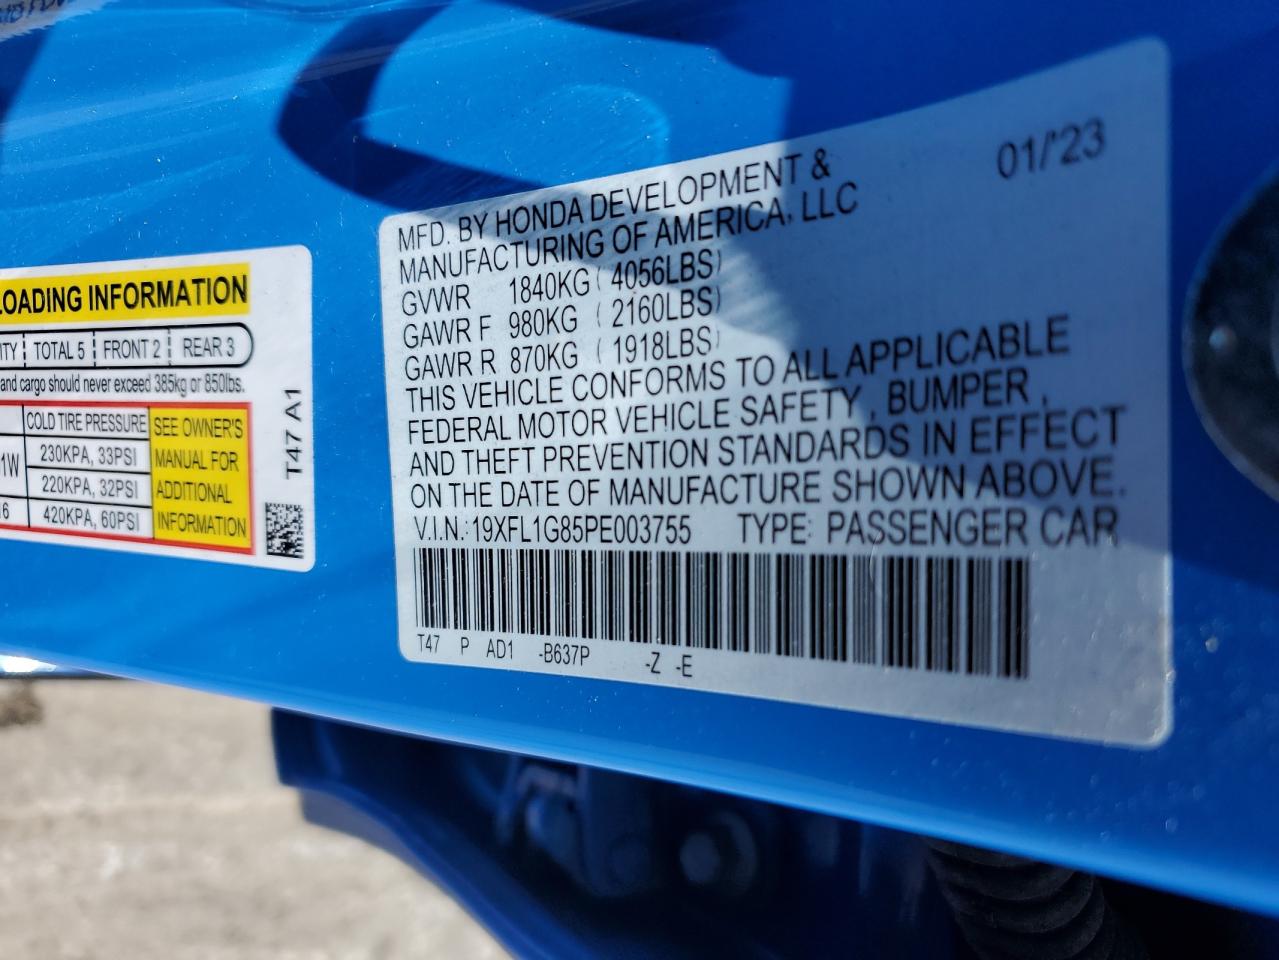 LOADING INFORMATION
TOTAL 5 FRONT 2 REAR 3
and cargo should never exceed 385kg or 850lbs.
COLD TIRE PRESSURE SEE OWNER'S
230KPA, 33PSI MANUAL FOR
220KPA, 32PSI ADDITIONAL
420KPA, 60PSI INFORMATION
T47 A1
01/'23
MFD. BY HONDA DEVELOPMENT &
MANUFACTURING OF AMERICA, LLC
GVWR 1840KG ( 4056LBS)
GAWR F 980KG ( 2160LBS)
GAWR R 870KG ( 1918LBS)
THIS VEHICLE CONFORMS TO ALL APPLICABLE
FEDERAL MOTOR VEHICLE SAFETY , BUMPER ,
AND THEFT PREVENTION STANDARDS IN EFFECT
ON THE DATE OF MANUFACTURE SHOWN ABOVE.
V.I.N.: 19XFL1G85PE003755 TYPE: PASSENGER CAR
T47 P AD1 -B637P -Z -E